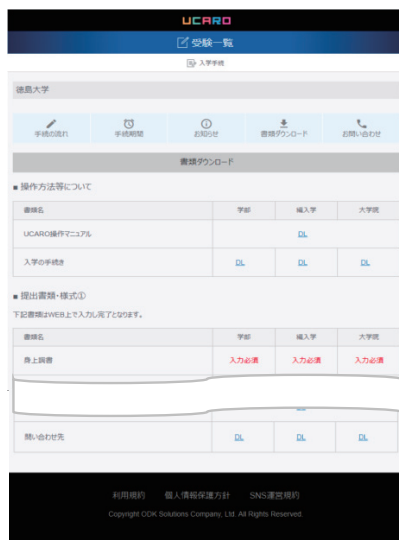 UCARO
受験一覧
入学手続
徳島大学
手続の流れ 手続期間 お知らせ 書類ダウンロード お問い合わせ
書類ダウンロード
■ 操作方法等について
書類名 学部 編入学 大学院
UCARO操作マニュアル DL
入学の手続き DL DL DL
■ 提出書類・様式①
下記書類はWEB上で入力し完了となります。
書類名 学部 編入学 大学院
身上調書 入力必須 入力必須 入力必須
問い合わせ先 DL DL DL
利用規約 個人情報保護方針 SNS運営規約
Copyright ODK Solutions Company, Ltd. All Rights Reserved.